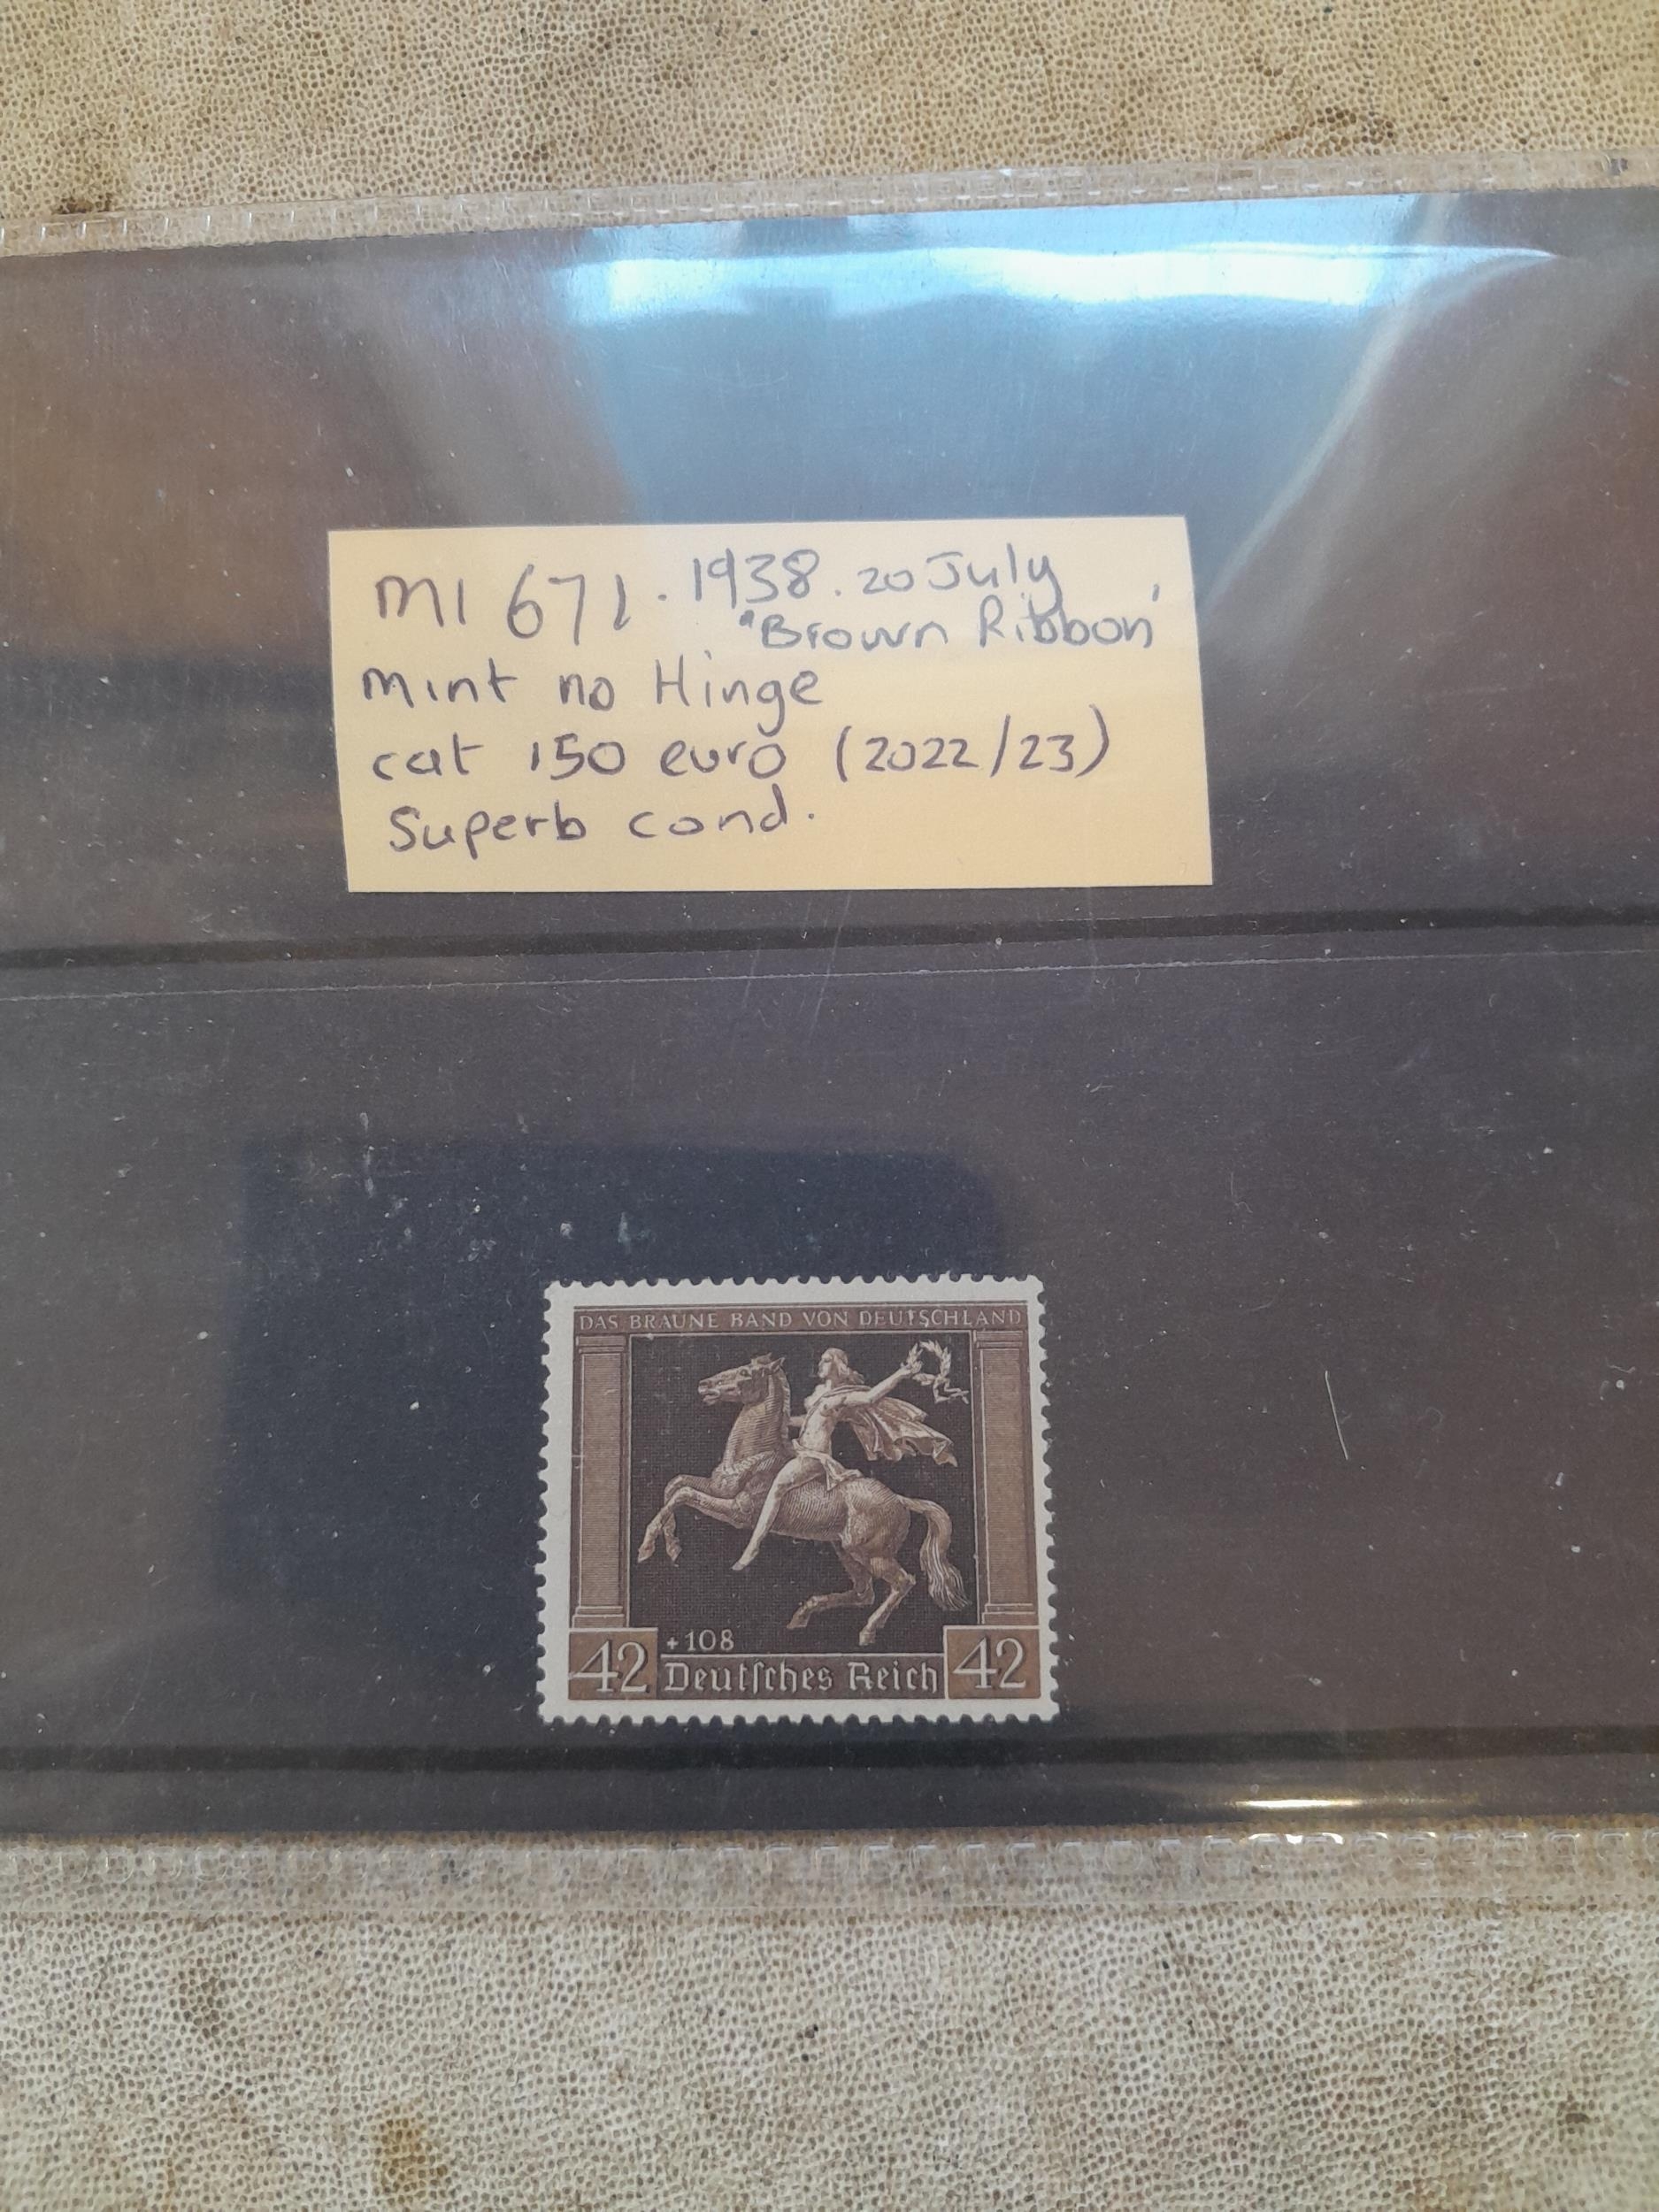 MI 671. 1938. 20 July
"Brown Ribbon'
mint no Hinge
cat 150 euro (2022/23)
Superb cond.
DAS BRAUNE BAND VON DEUTSCHLAND
+108
42 Deutſches Reich 42